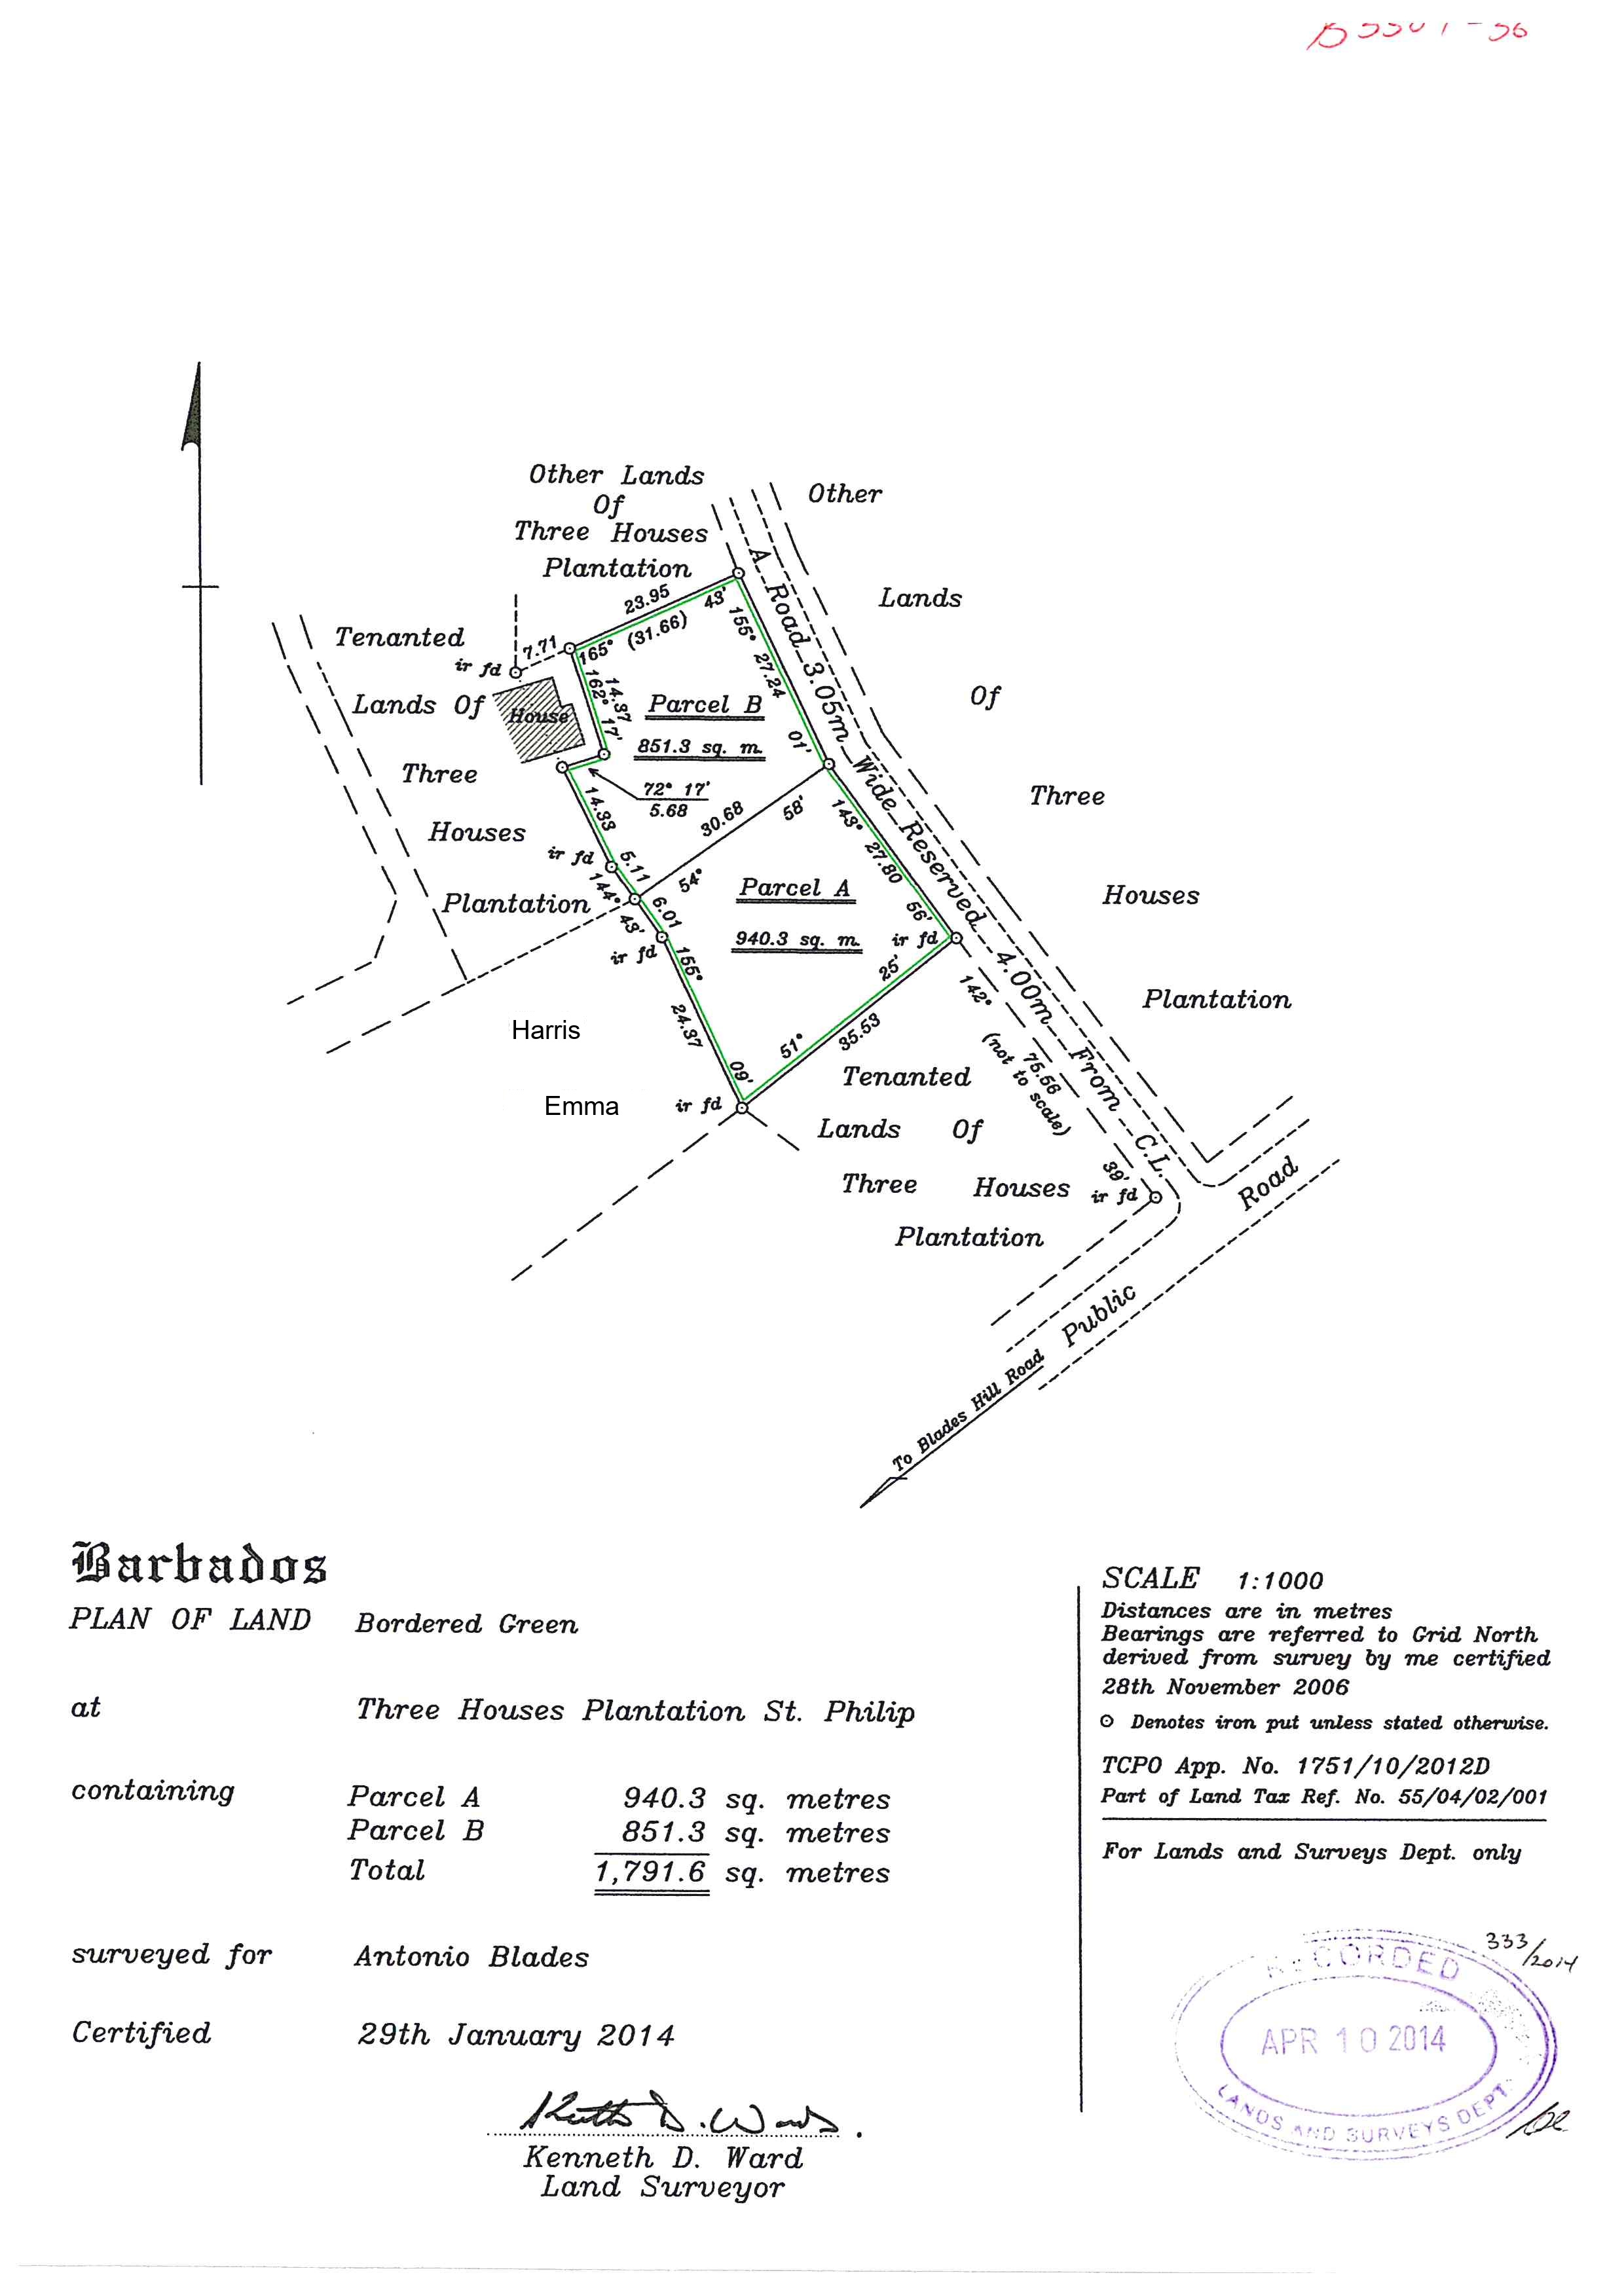 Other Lands
Of
Three Houses
Plantation
Other
Lands
Of
Three
Houses
Plantation
A Road 3.05m Wide Reserved 4.00m From C.L.
Tenanted
Lands Of
Three
Houses
Plantation
ir fd
7.71
House
23.95
(31.66)
165°
43'
155°
27.24
01'
162°
17'
14.37
Parcel B
851.3 sq. m.
72° 17'
5.68
14.33
ir fd
5.11
144°
43'
6.01
ir fd
30.68
54°
58'
143°
27.80
56'
Parcel A
940.3 sq. m.
ir fd
155°
24.37
09'
51°
25'
35.53
ir fd
Harris
Emma
142°
75.56
(not to scale)
39'
ir fd
Tenanted
Lands Of
Three Houses
Plantation
Public Road
To Blades Hill Road
Barbados
PLAN OF LAND Bordered Green
at Three Houses Plantation St. Philip
containing Parcel A 940.3 sq. metres
Parcel B 851.3 sq. metres
Total 1,791.6 sq. metres
surveyed for Antonio Blades
Certified 29th January 2014
Kenneth D. Ward
Land Surveyor
SCALE 1:1000
Distances are in metres
Bearings are referred to Grid North
derived from survey by me certified
28th November 2006
Denotes iron put unless stated otherwise.
TCPO App. No. 1751/10/2012D
Part of Land Tax Ref. No. 55/04/02/001
For Lands and Surveys Dept. only
333/2014
RECORDED
APR 10 2014
LANDS AND SURVEYS DEPT.